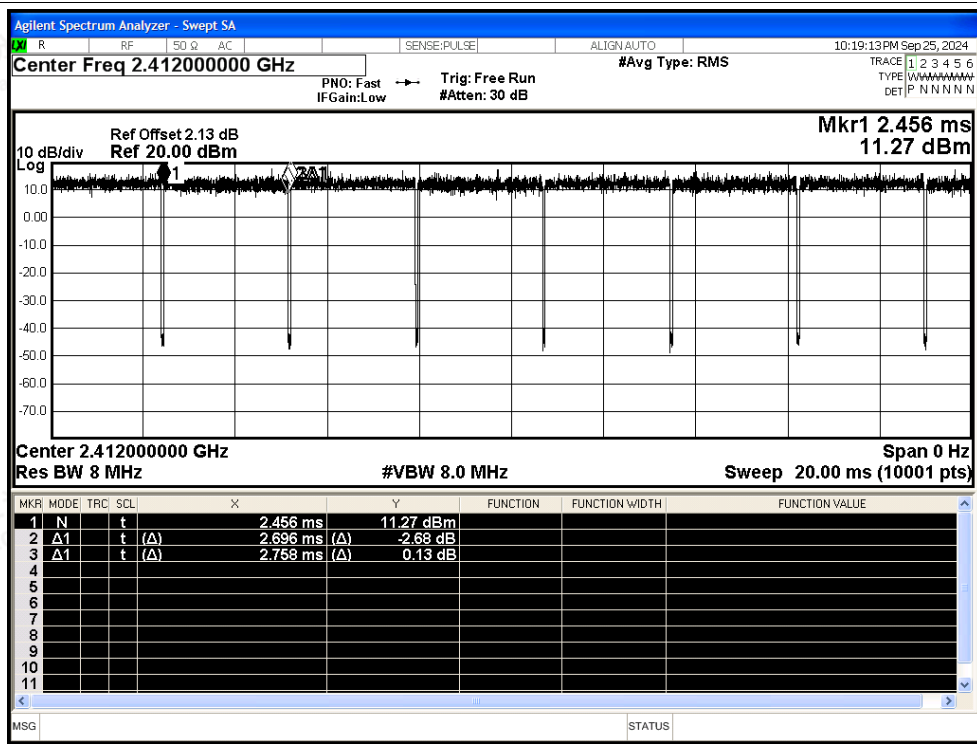 Agilent Spectrum Analyzer - Swept SA
LXI R RF 50 Ω AC SENSE:PULSE ALIGN AUTO 10:19:13 PM Sep 25, 2024
Center Freq 2.412000000 GHz #Avg Type: RMS TRACE 1 2 3 4 5 6
PNO: Fast Trig: Free Run TYPE
IFGain:Low #Atten: 30 dB DET P N N N N N
Mkr1 2.456 ms
Ref Offset 2.13 dB
10 dB/div Ref 20.00 dBm 11.27 dBm
Log
1
10.0
0.00
-10.0
-20.0
-30.0
-40.0
-50.0
-60.0
-70.0
Center 2.412000000 GHz Span 0 Hz
Res BW 8 MHz #VBW 8.0 MHz Sweep 20.00 ms (10001 pts)
MKR MODE TRC SCL X Y FUNCTION FUNCTION WIDTH FUNCTION VALUE
1 N t 2.456 ms 11.27 dBm
2 Δ1 t (Δ) 2.696 ms (Δ) -2.68 dB
3 Δ1 t (Δ) 2.758 ms (Δ) 0.13 dB
4
5
6
7
8
9
10
11
MSG STATUS